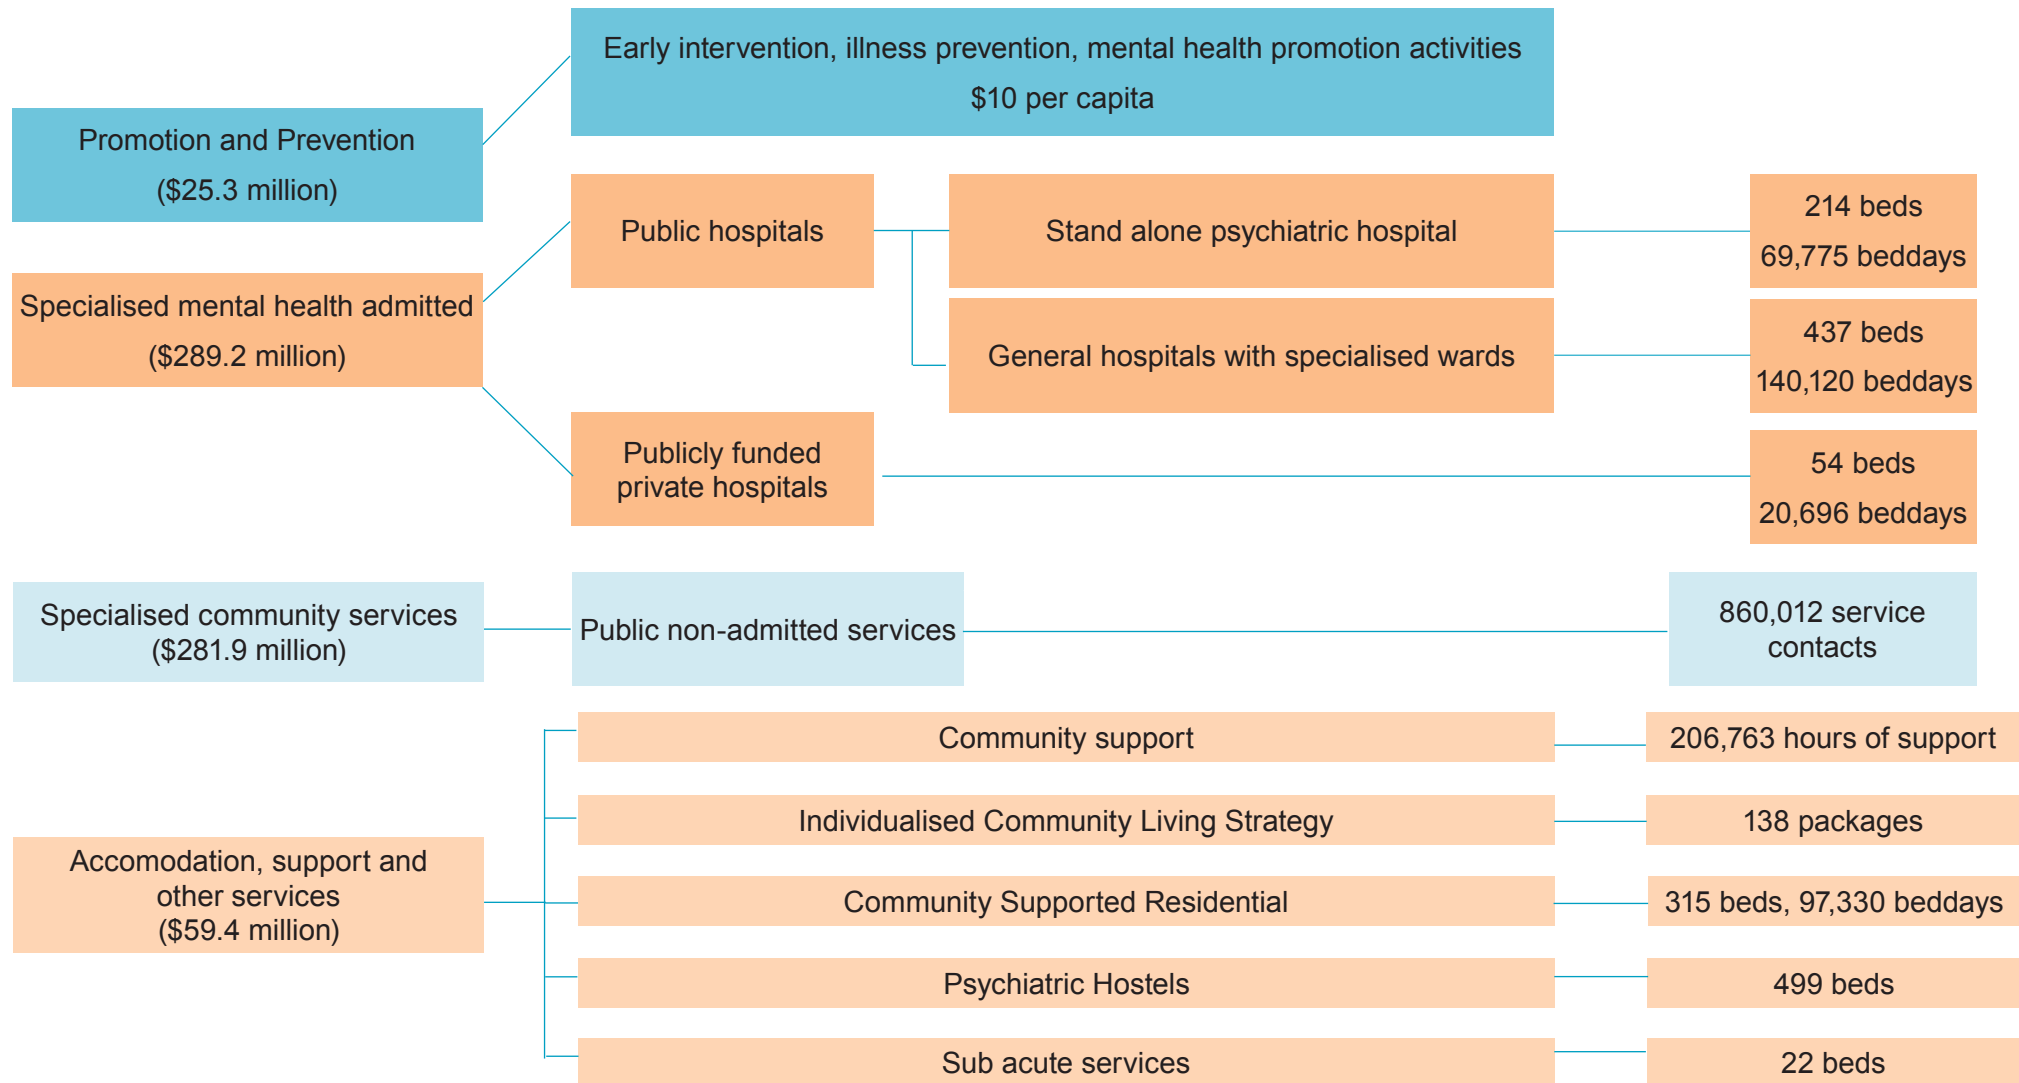 Early intervention, illness prevention, mental health promotion activities
$10 per capita
Promotion and Prevention
($25.3 million)
Specialised mental health admitted
($289.2 million)
Public hospitals
Stand alone psychiatric hospital
214 beds
69,775 beddays
General hospitals with specialised wards
437 beds
140,120 beddays
Publicly funded
private hospitals
54 beds
20,696 beddays
Specialised community services
($281.9 million)
Public non-admitted services
860,012 service
contacts
Accomodation, support and
other services
($59.4 million)
Community support
206,763 hours of support
Individualised Community Living Strategy
138 packages
Community Supported Residential
315 beds, 97,330 beddays
Psychiatric Hostels
499 beds
Sub acute services
22 beds